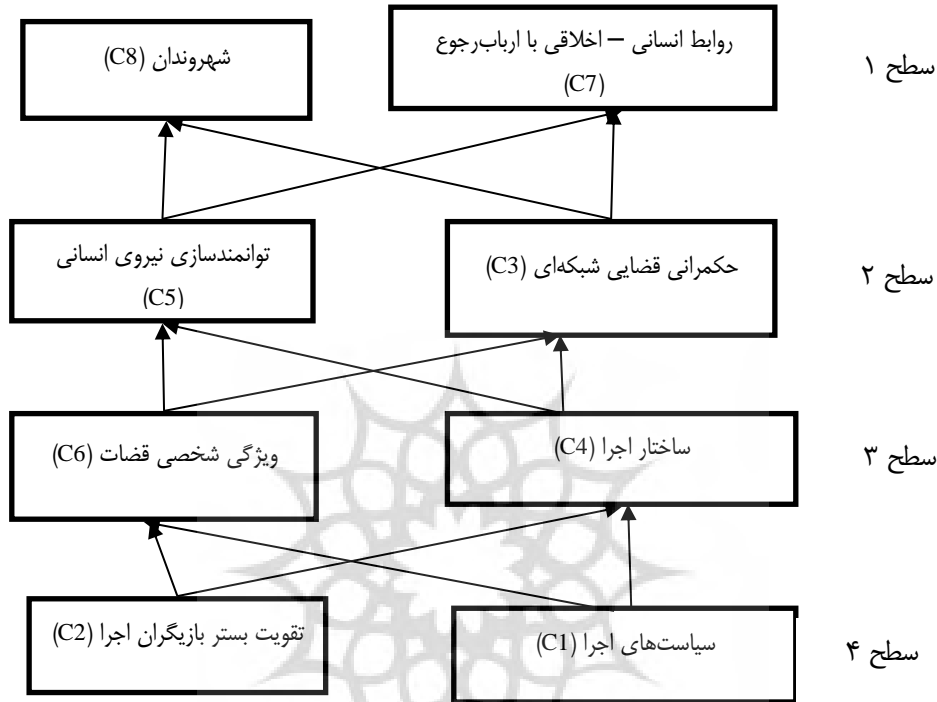 روابط انسانی – اخلاقی با ارباب‌رجوع
(C7)
شهروندان (C8)
سطح ۱
حکمرانی قضایی شبکه‌ای (C3)
توانمندسازی نیروی انسانی
(C5)
سطح ۲
ساختار اجرا (C4)
ویژگی شخصی قضات (C6)
سطح ۳
سیاست‌های اجرا (C1)
تقویت بستر بازیگران اجرا (C2)
سطح ۴